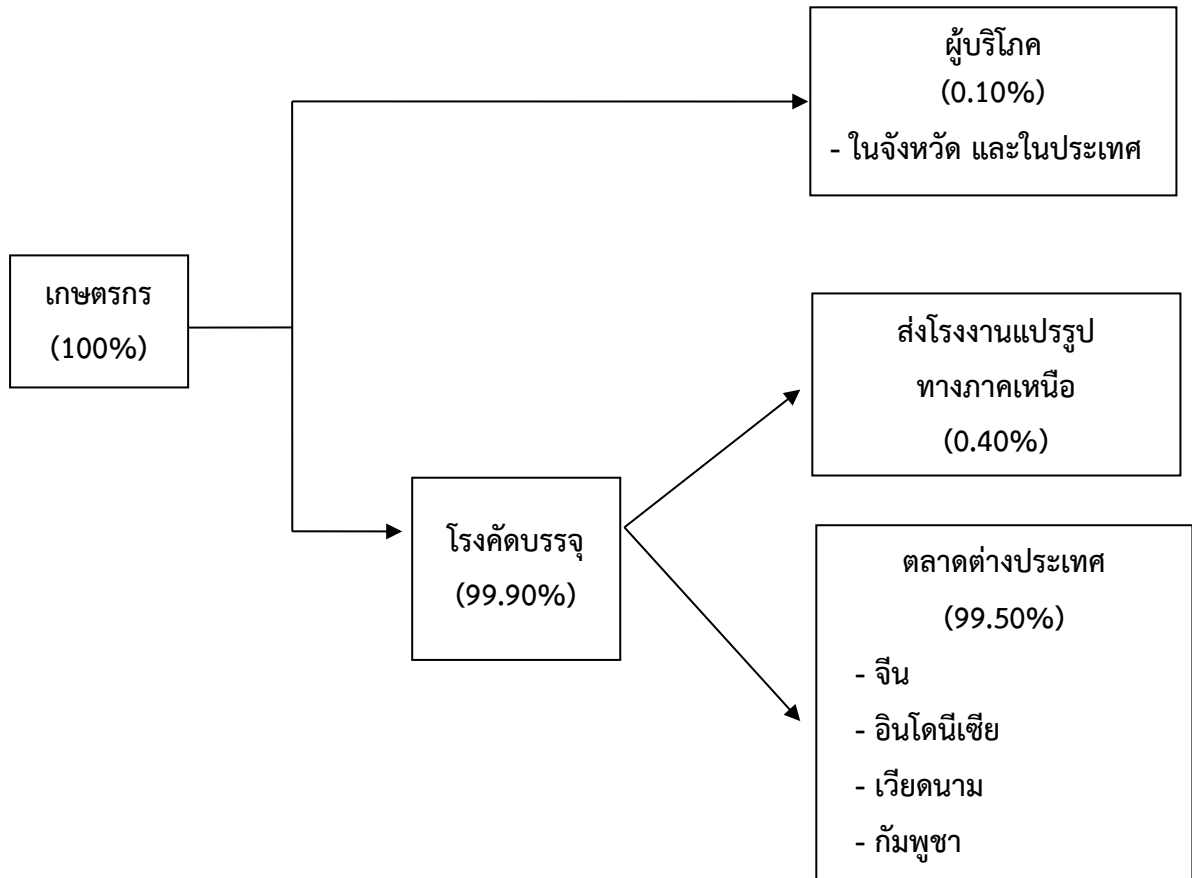 ผู้บริโภค
(0.10%)
- ในจังหวัด และในประเทศ
เกษตรกร
(100%)
ส่งโรงงานแปรรูป
ทางภาคเหนือ
(0.40%)
โรงคัดบรรจุ
(99.90%)
ตลาดต่างประเทศ
(99.50%)
- จีน
- อินโดนีเซีย
- เวียดนาม
- กัมพูชา